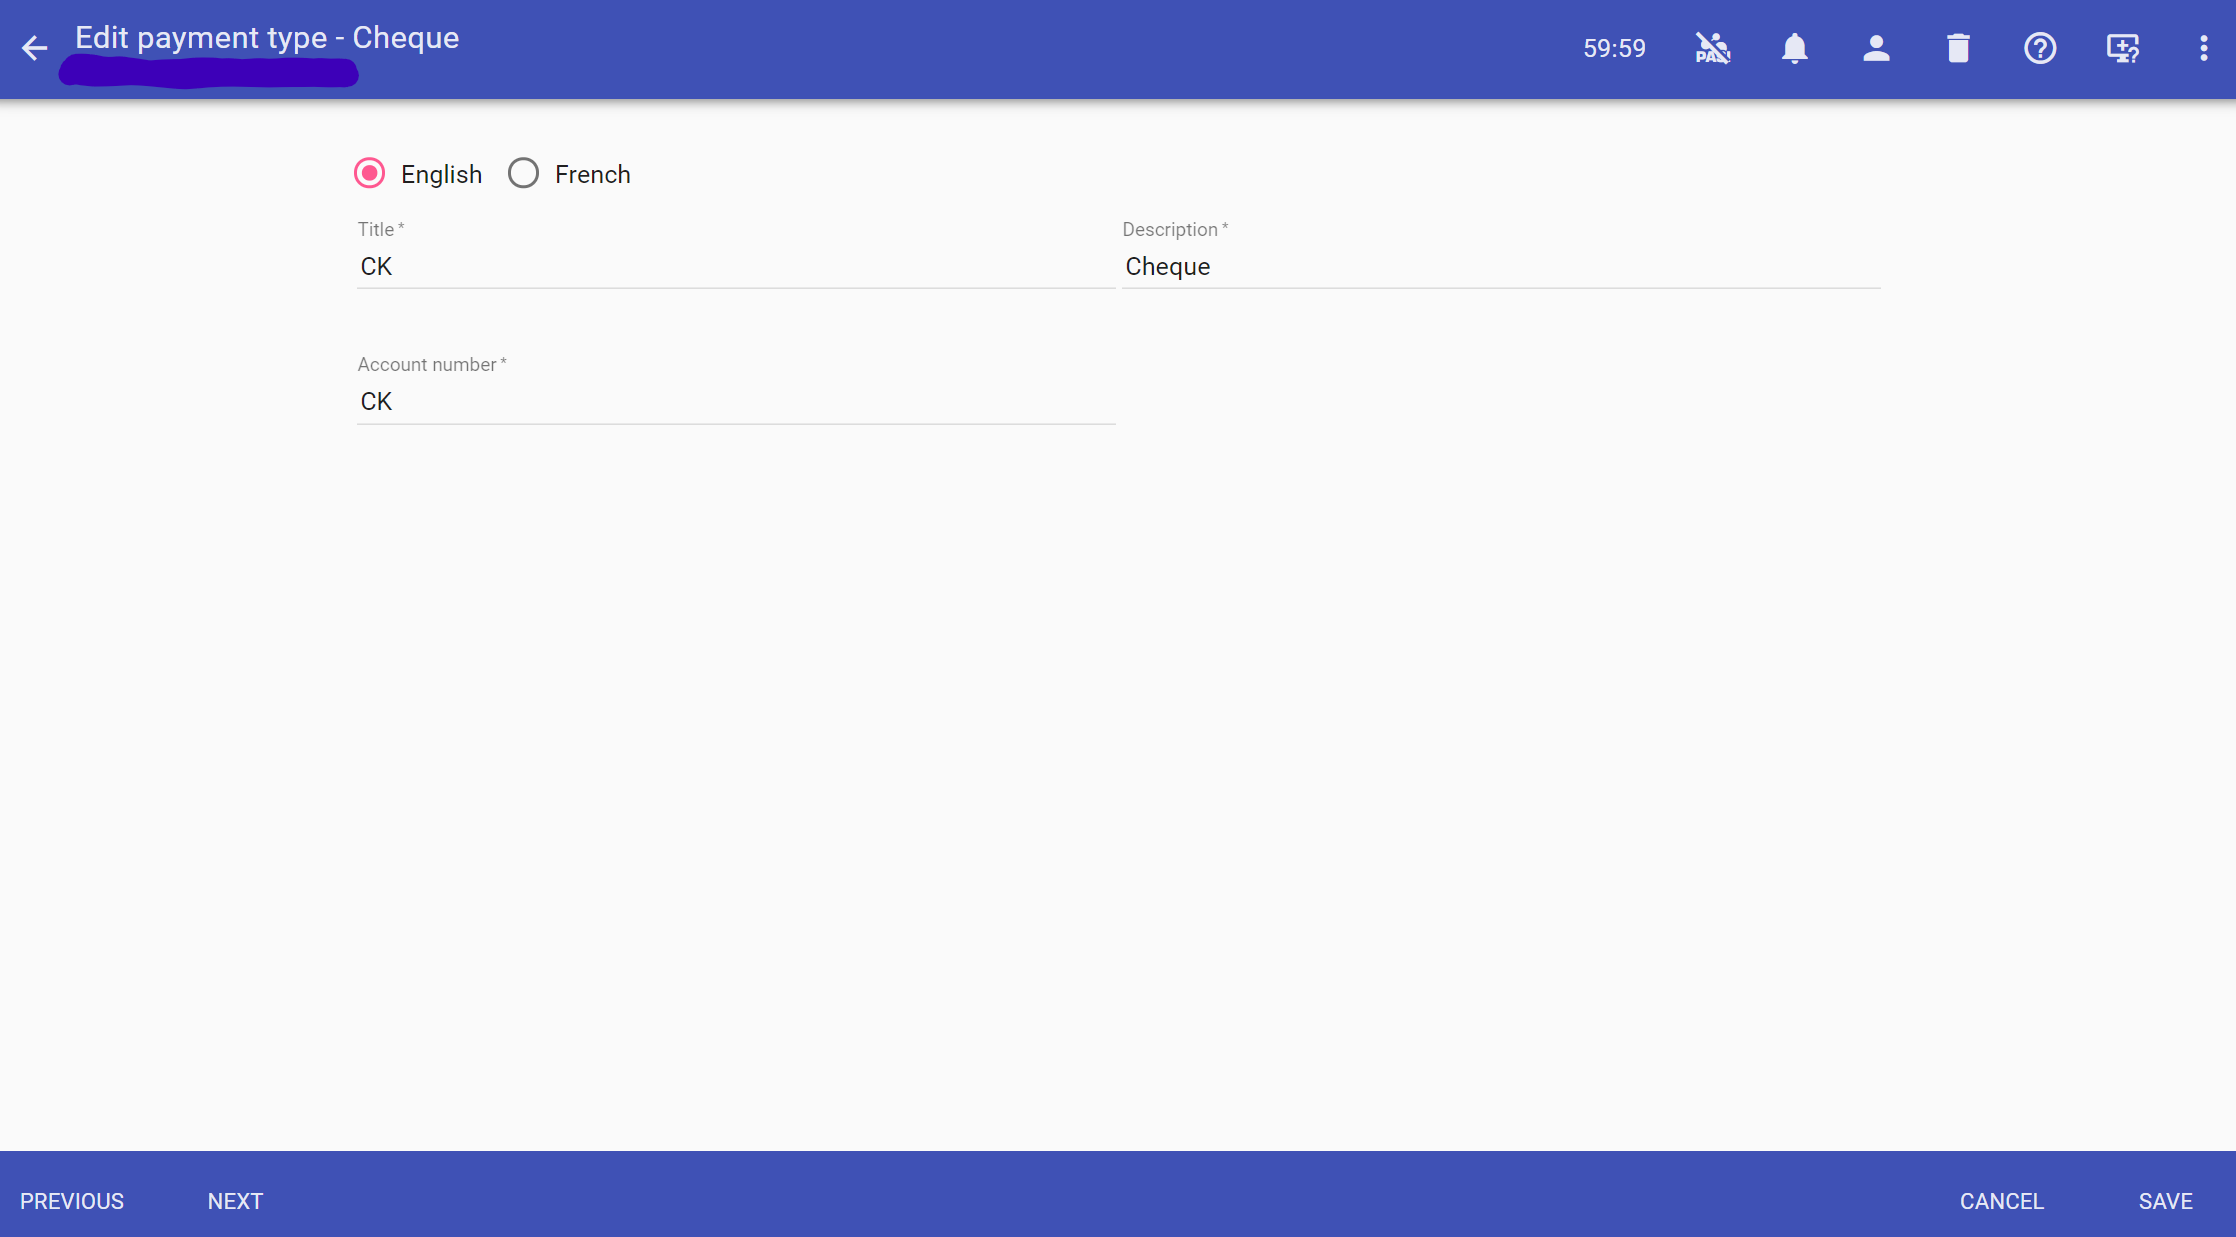 Edit payment type - Cheque
59:59
English French
Title * Description *
CK Cheque
Account number *
CK
PREVIOUS NEXT CANCEL SAVE